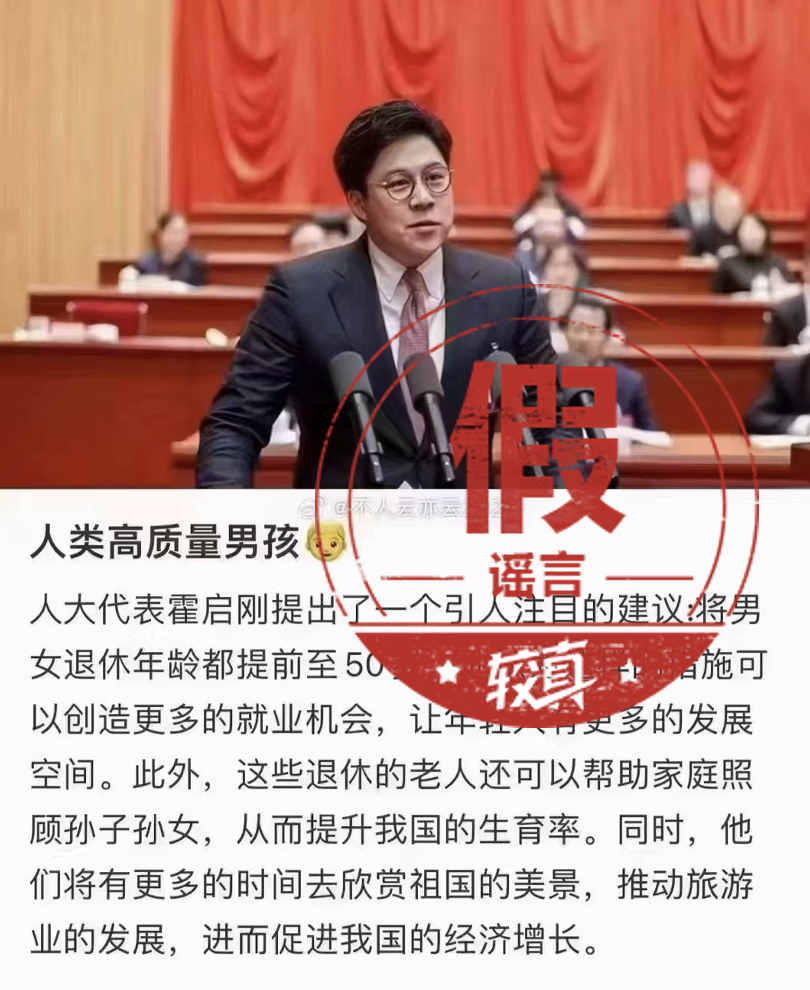 @不人云亦云
假
谣言
较真
人类高质量男孩
人大代表霍启刚提出了一个引人注目的建议:将男
女退休年龄都提前至50 措施可
以创造更多的就业机会，让年轻人有更多的发展
空间。此外，这些退休的老人还可以帮助家庭照
顾孙子孙女，从而提升我国的生育率。同时，他
们将有更多的时间去欣赏祖国的美景，推动旅游
业的发展，进而促进我国的经济增长。